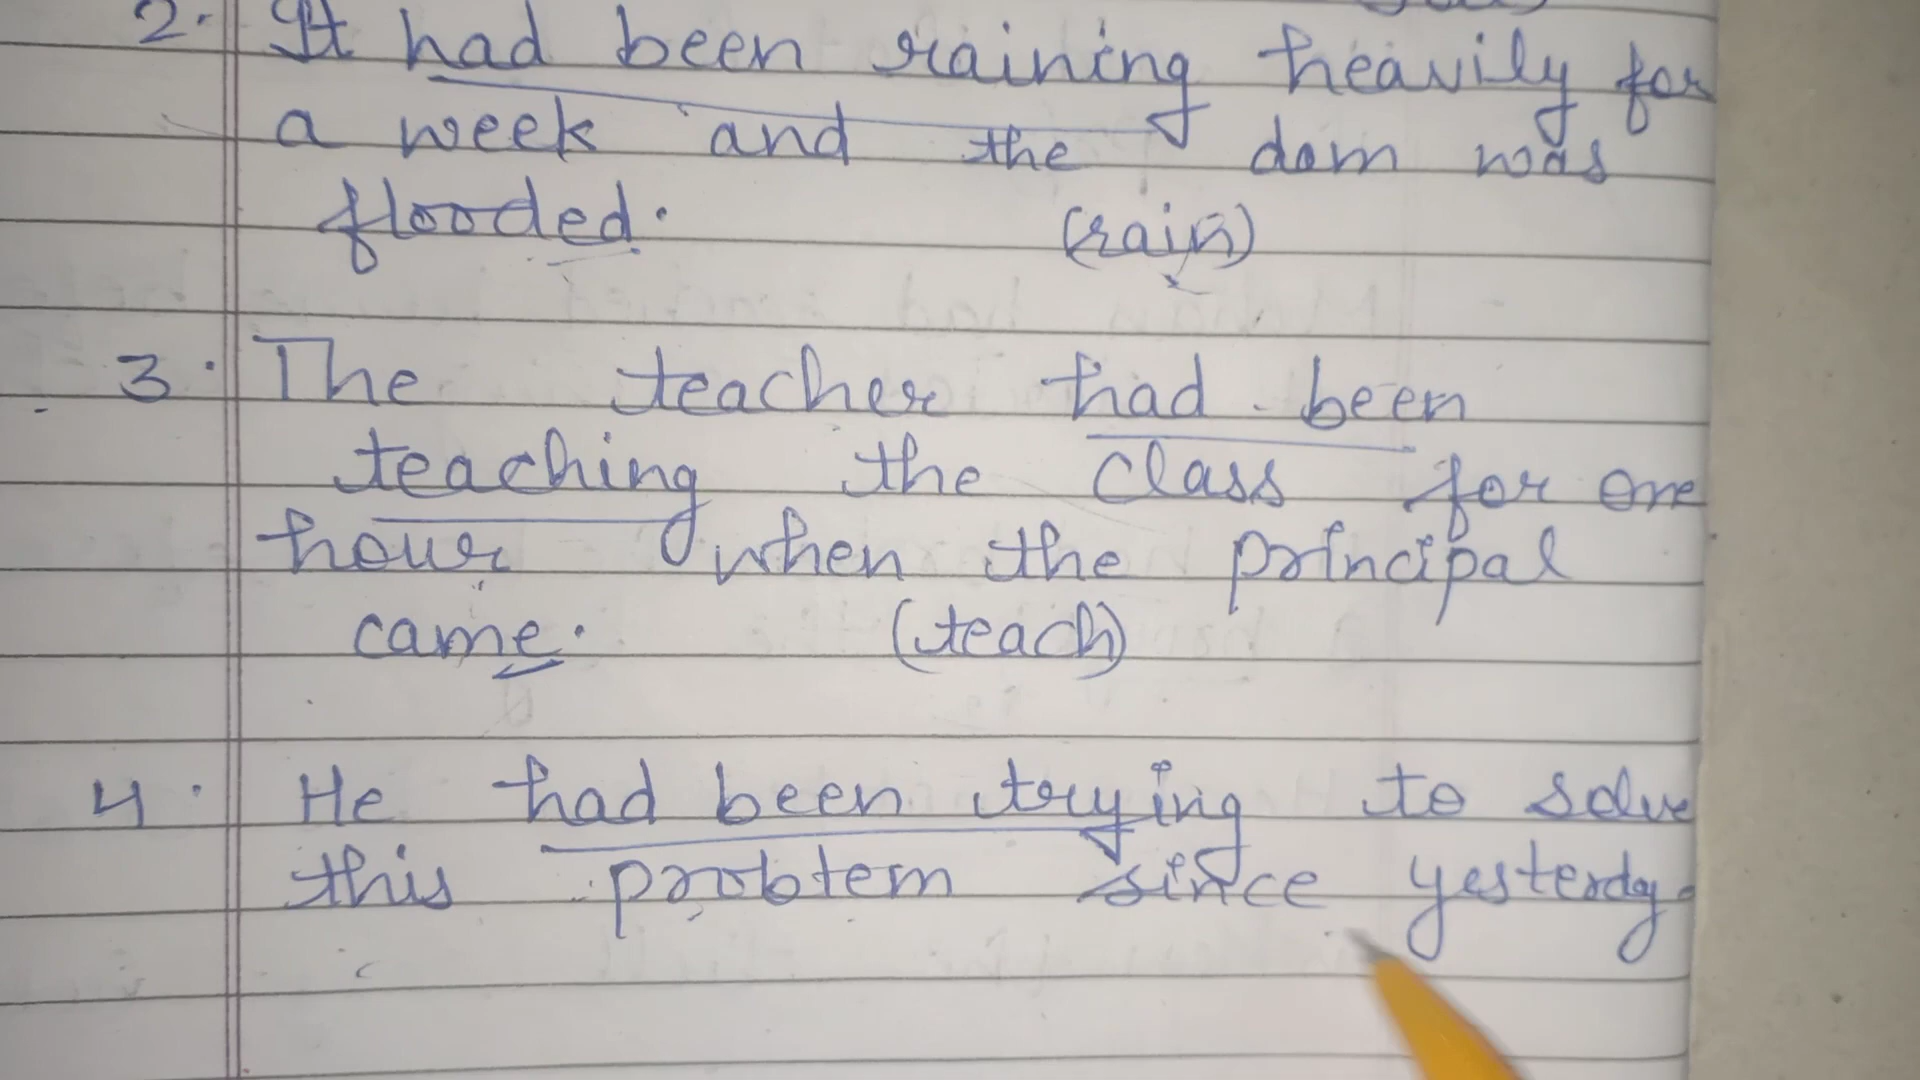 2. It had been raining heavily for
a week and the dam was
flooded. (rain)
3. The teacher had been
teaching the class for one
hour when the principal
came. (teach)
4. He had been trying to solve
this problem since yesterday.